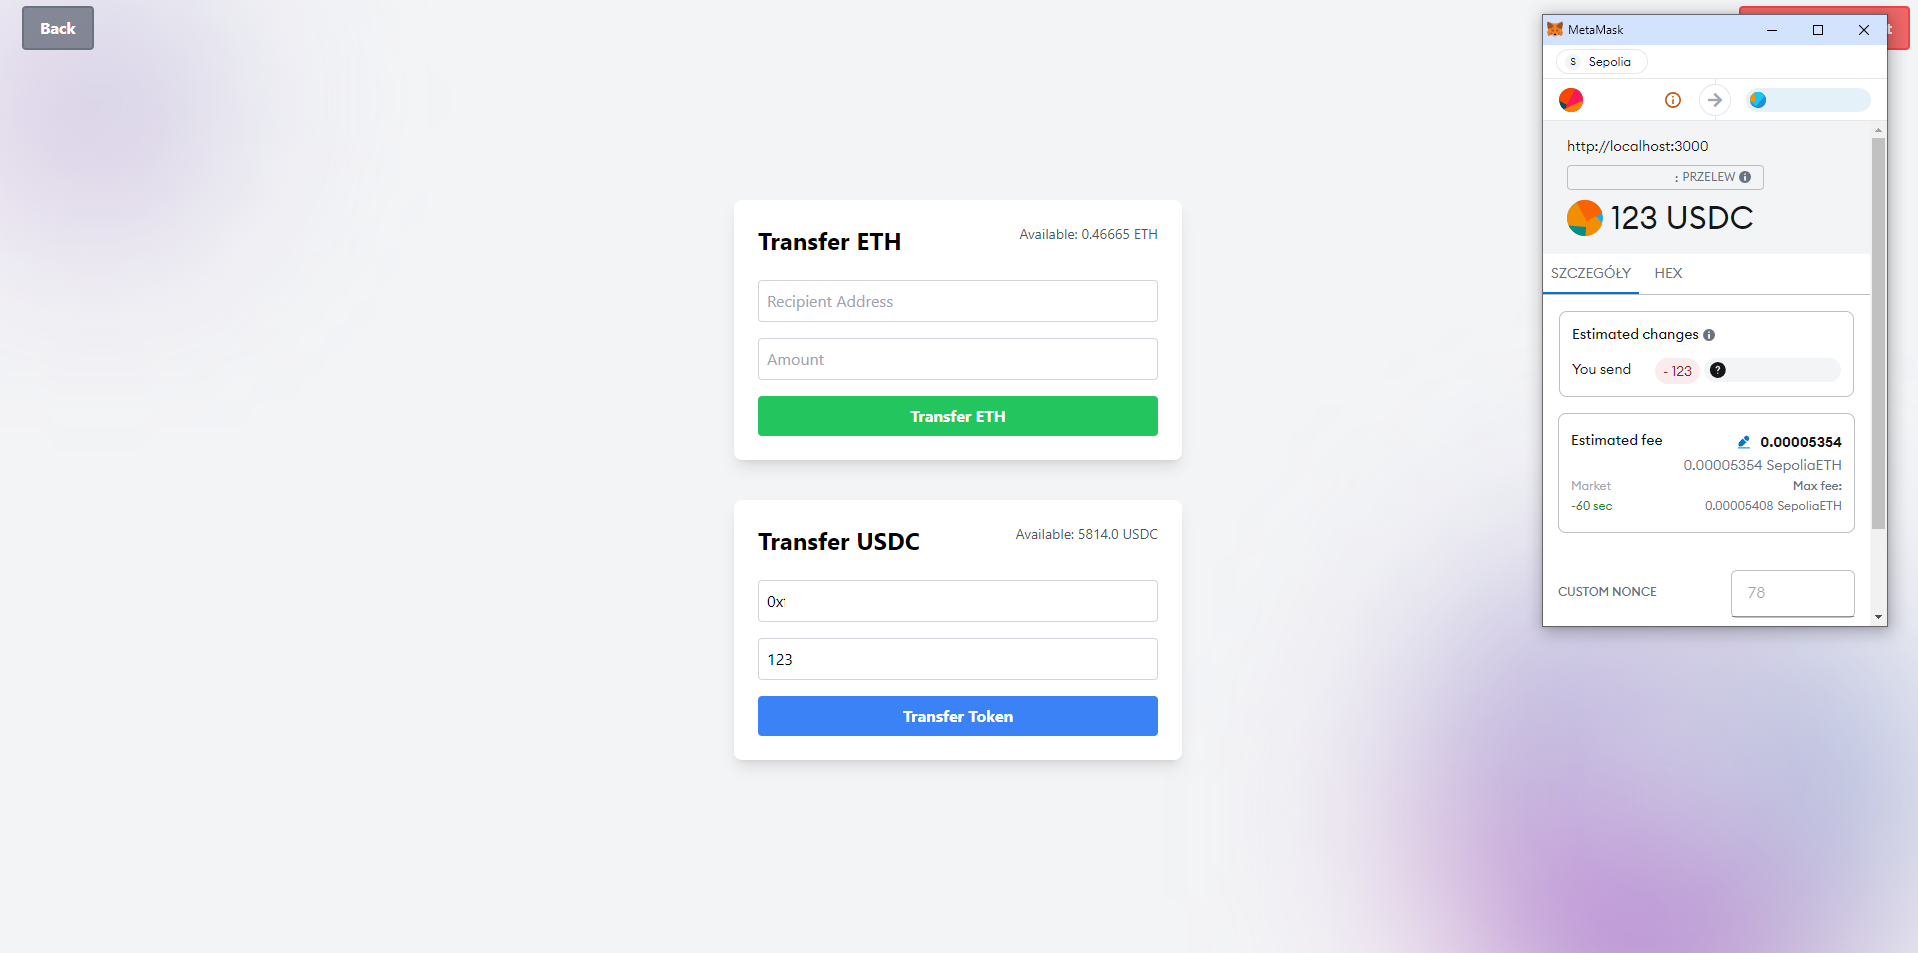 Back
Transfer ETH
Available: 0.46665 ETH
Recipient Address
Amount
Transfer ETH
Transfer USDC
Available: 5814.0 USDC
0x
123
Transfer Token
MetaMask
S Sepolia
http://localhost:3000
: PRZELEW
123 USDC
SZCZEGÓŁY HEX
Estimated changes
You send - 123 ?
Estimated fee 0.00005354
0.00005354 SepoliaETH
Market Max fee:
~60 sec 0.00005408 SepoliaETH
CUSTOM NONCE 78